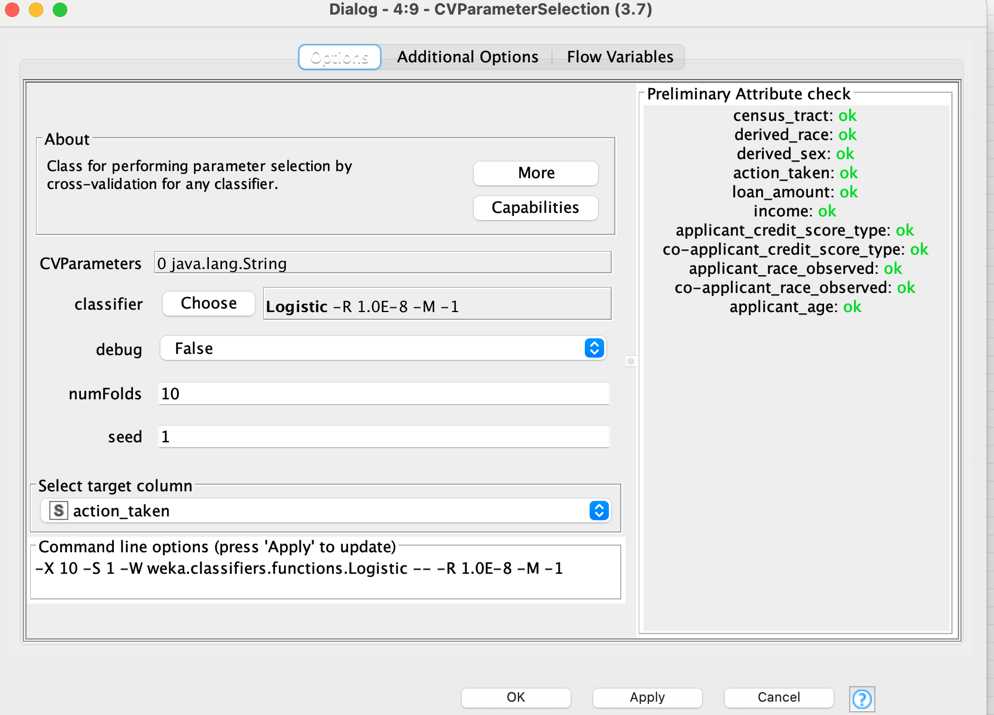 Dialog - 4:9 - CVParameterSelection (3.7)
Options Additional Options Flow Variables
About
Class for performing parameter selection by
cross-validation for any classifier.
More
Capabilities
CVParameters 0 java.lang.String
classifier Choose Logistic -R 1.0E-8 -M -1
debug False
numFolds 10
seed 1
Select target column
S action_taken
Command line options (press 'Apply' to update)
-X 10 -S 1 -W weka.classifiers.functions.Logistic -- -R 1.0E-8 -M -1
Preliminary Attribute check
census_tract: ok
derived_race: ok
derived_sex: ok
action_taken: ok
loan_amount: ok
income: ok
applicant_credit_score_type: ok
co-applicant_credit_score_type: ok
applicant_race_observed: ok
co-applicant_race_observed: ok
applicant_age: ok
OK Apply Cancel ?